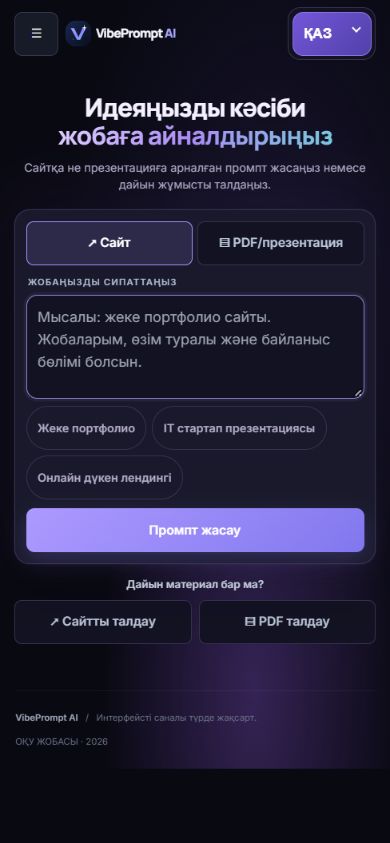 ☰ VibePrompt AI ҚАЗ
Идеяңызды кәсіби
жобаға айналдырыңыз
Сайтқа не презентацияға арналған промпт жасаңыз немесе
дайын жұмысты талдаңыз.
↗ Сайт
⊟ PDF/презентация
ЖОБАҢЫЗДЫ СИПАТТАҢЫЗ
Мысалы: жеке портфолио сайты.
Жобаларым, өзім туралы және байланыс
бөлімі болсын.
Жеке портфолио
IT стартап презентациясы
Онлайн дүкен лендингі
Промпт жасау
Дайын материал бар ма?
↗ Сайтты талдау
⊟ PDF талдау
VibePrompt AI / Интерфейсті саналы түрде жақсарт.
ОҚУ ЖОБАСЫ · 2026